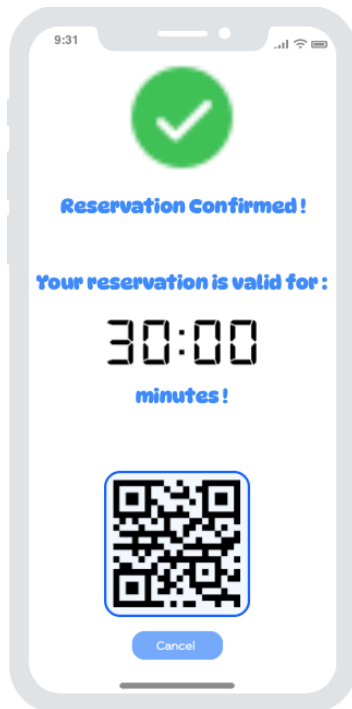 9:31
Reservation Confirmed !
Your reservation is valid for :
30:00
minutes !
Cancel